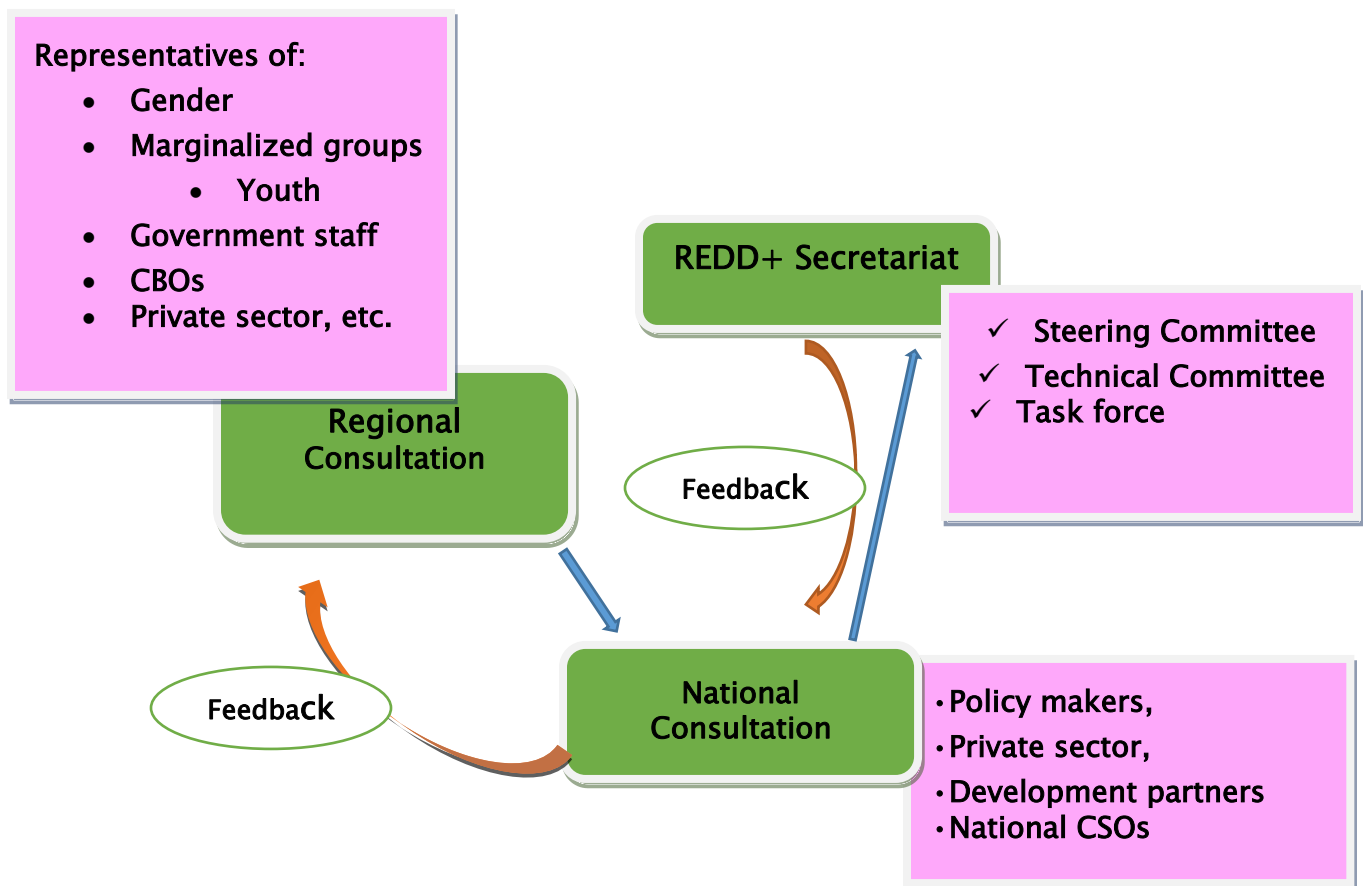 Representatives of:
• Gender
• Marginalized groups
• Youth
• Government staff
• CBOs
• Private sector, etc.
Regional
Consultation
REDD+ Secretariat
✓ Steering Committee
✓ Technical Committee
✓ Task force
Feedback
Feedback
National
Consultation
• Policy makers,
• Private sector,
• Development partners
• National CSOs